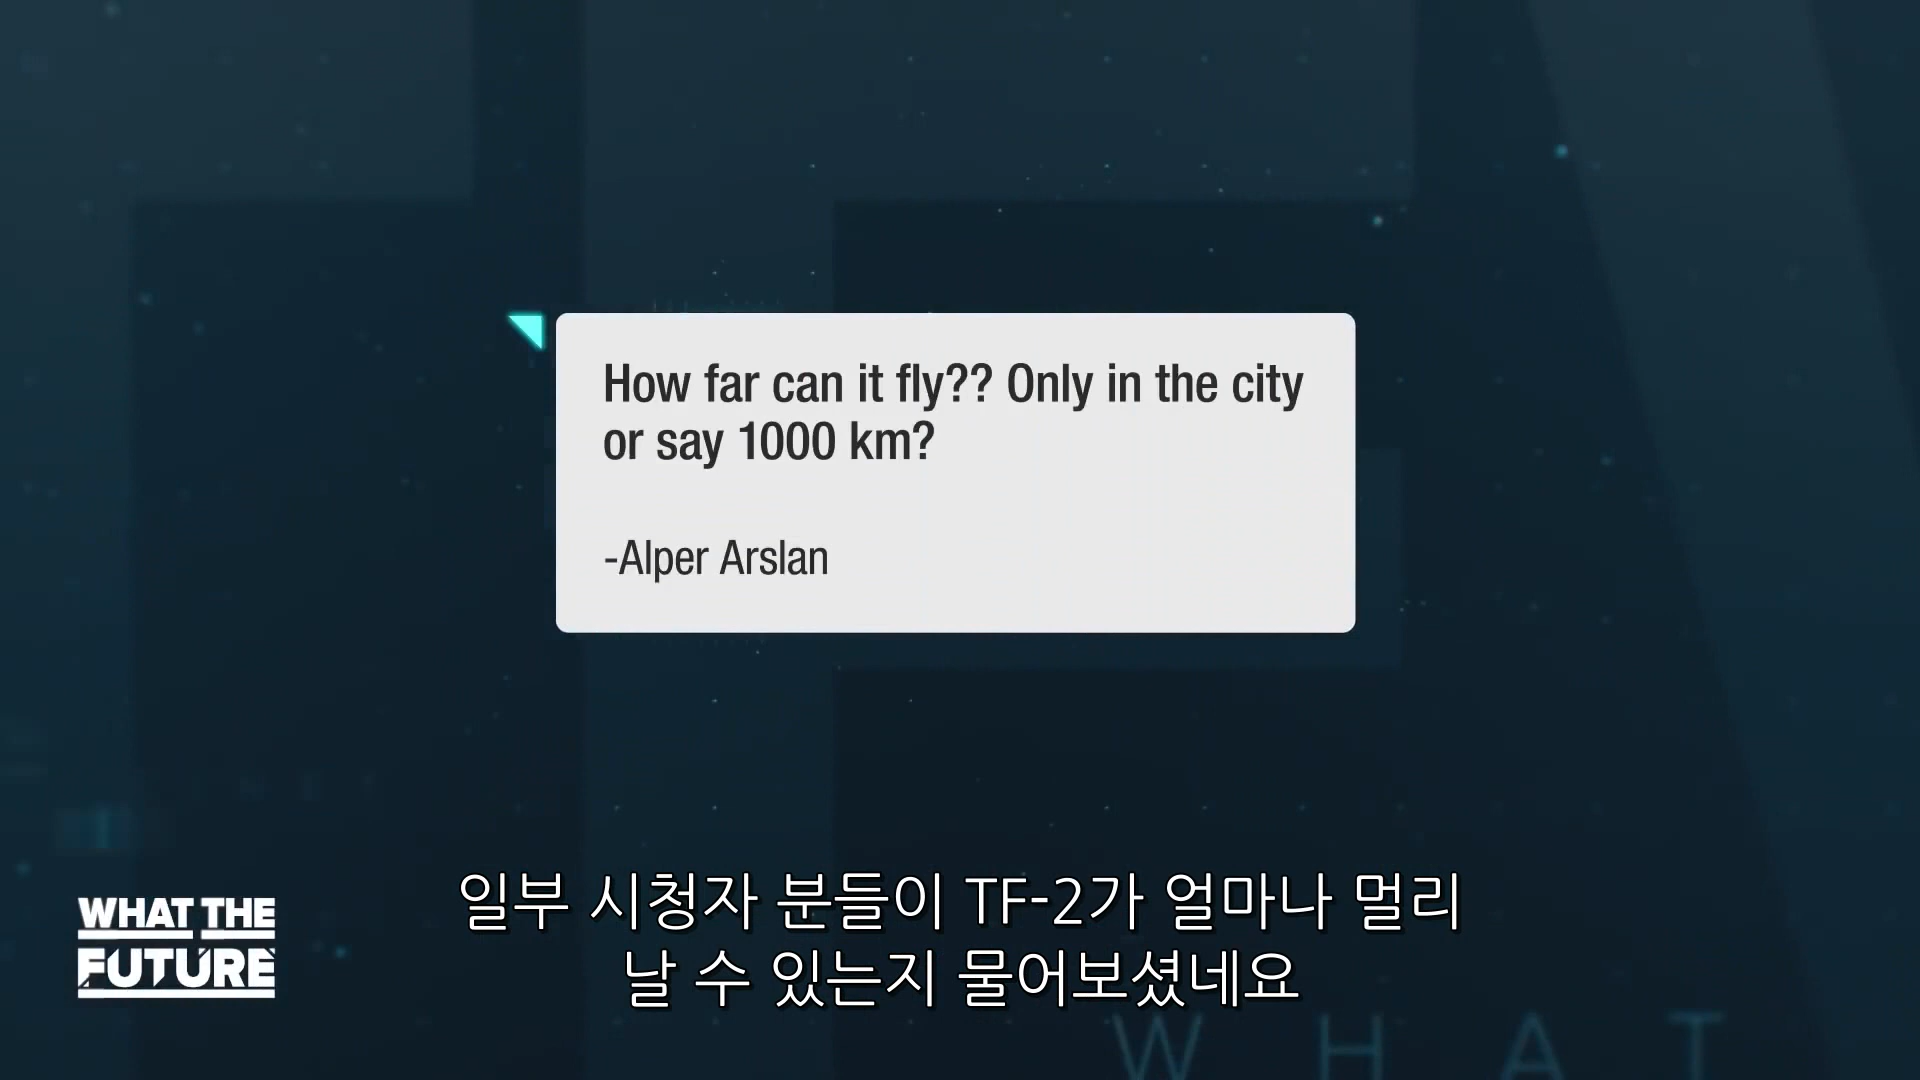 How far can it fly?? Only in the city
or say 1000 km?
-Alper Arslan
일부 시청자 분들이 TF-2가 얼마나 멀리
날 수 있는지 물어보셨네요
WHAT THE
FUTURE
WHAT